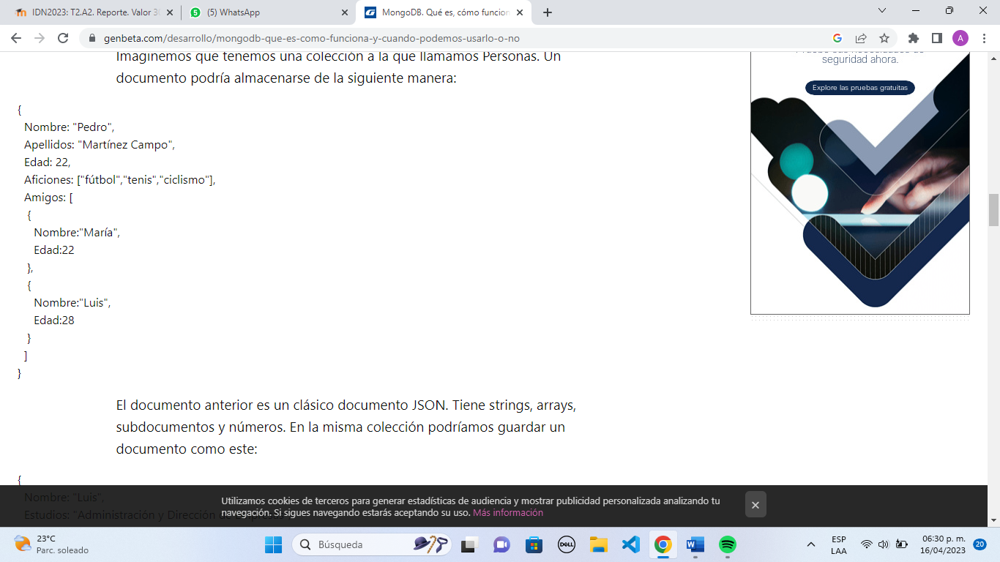 IDN2023: T2.A2. Reporte. Valor 30
(5) WhatsApp
MongoDB. Qué es, cómo funcion
genbeta.com/desarrollo/mongodb-que-es-como-funciona-y-cuando-podemos-usarlo-o-no
A
Imaginemos que tenemos una colección a la que llamamos Personas. Un
documento podría almacenarse de la siguiente manera:
{
Nombre: "Pedro",
Apellidos: "Martínez Campo",
Edad: 22,
Aficiones: ["fútbol","tenis","ciclismo"],
Amigos: [
{
Nombre:"María",
Edad:22
},
{
Nombre:"Luis",
Edad:28
}
]
}
El documento anterior es un clásico documento JSON. Tiene strings, arrays,
subdocumentos y números. En la misma colección podríamos guardar un
documento como este:
{
Nombre: "Luis",
Estudios: "Administración y Dirección de Empresas"
seguridad ahora.
Explore las pruebas gratuitas
Utilizamos cookies de terceros para generar estadísticas de audiencia y mostrar publicidad personalizada analizando tu
navegación. Si sigues navegando estarás aceptando su uso. Más información
23°C
Parc. soleado
Búsqueda
DELL
ESP
LAA
06:30 p. m.
16/04/2023
20